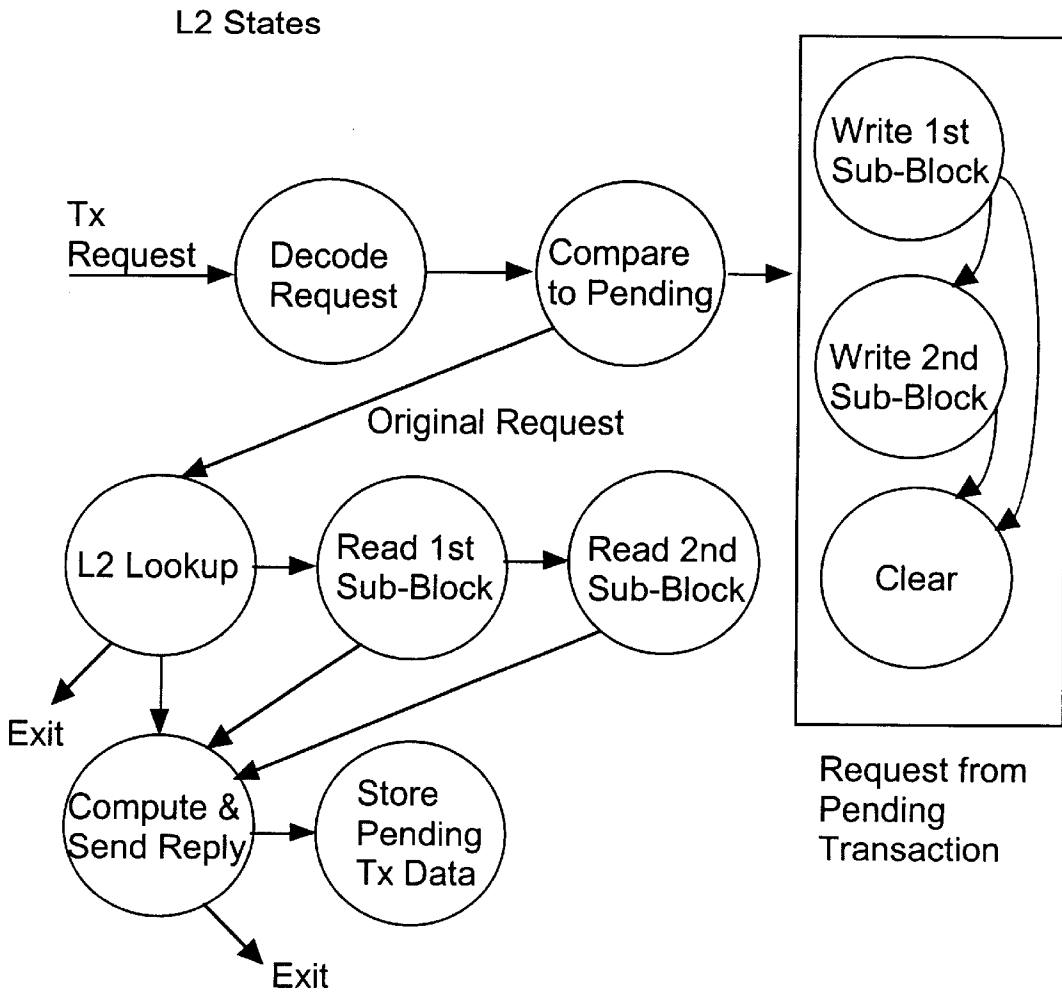 L2 States
Tx
Request
Decode
Request
Compare
to Pending
Write 1st
Sub-Block
Write 2nd
Sub-Block
Clear
Request from
Pending
Transaction
Original Request
L2 Lookup
Read 1st
Sub-Block
Read 2nd
Sub-Block
Exit
Compute &
Send Reply
Store
Pending
Tx Data
Exit